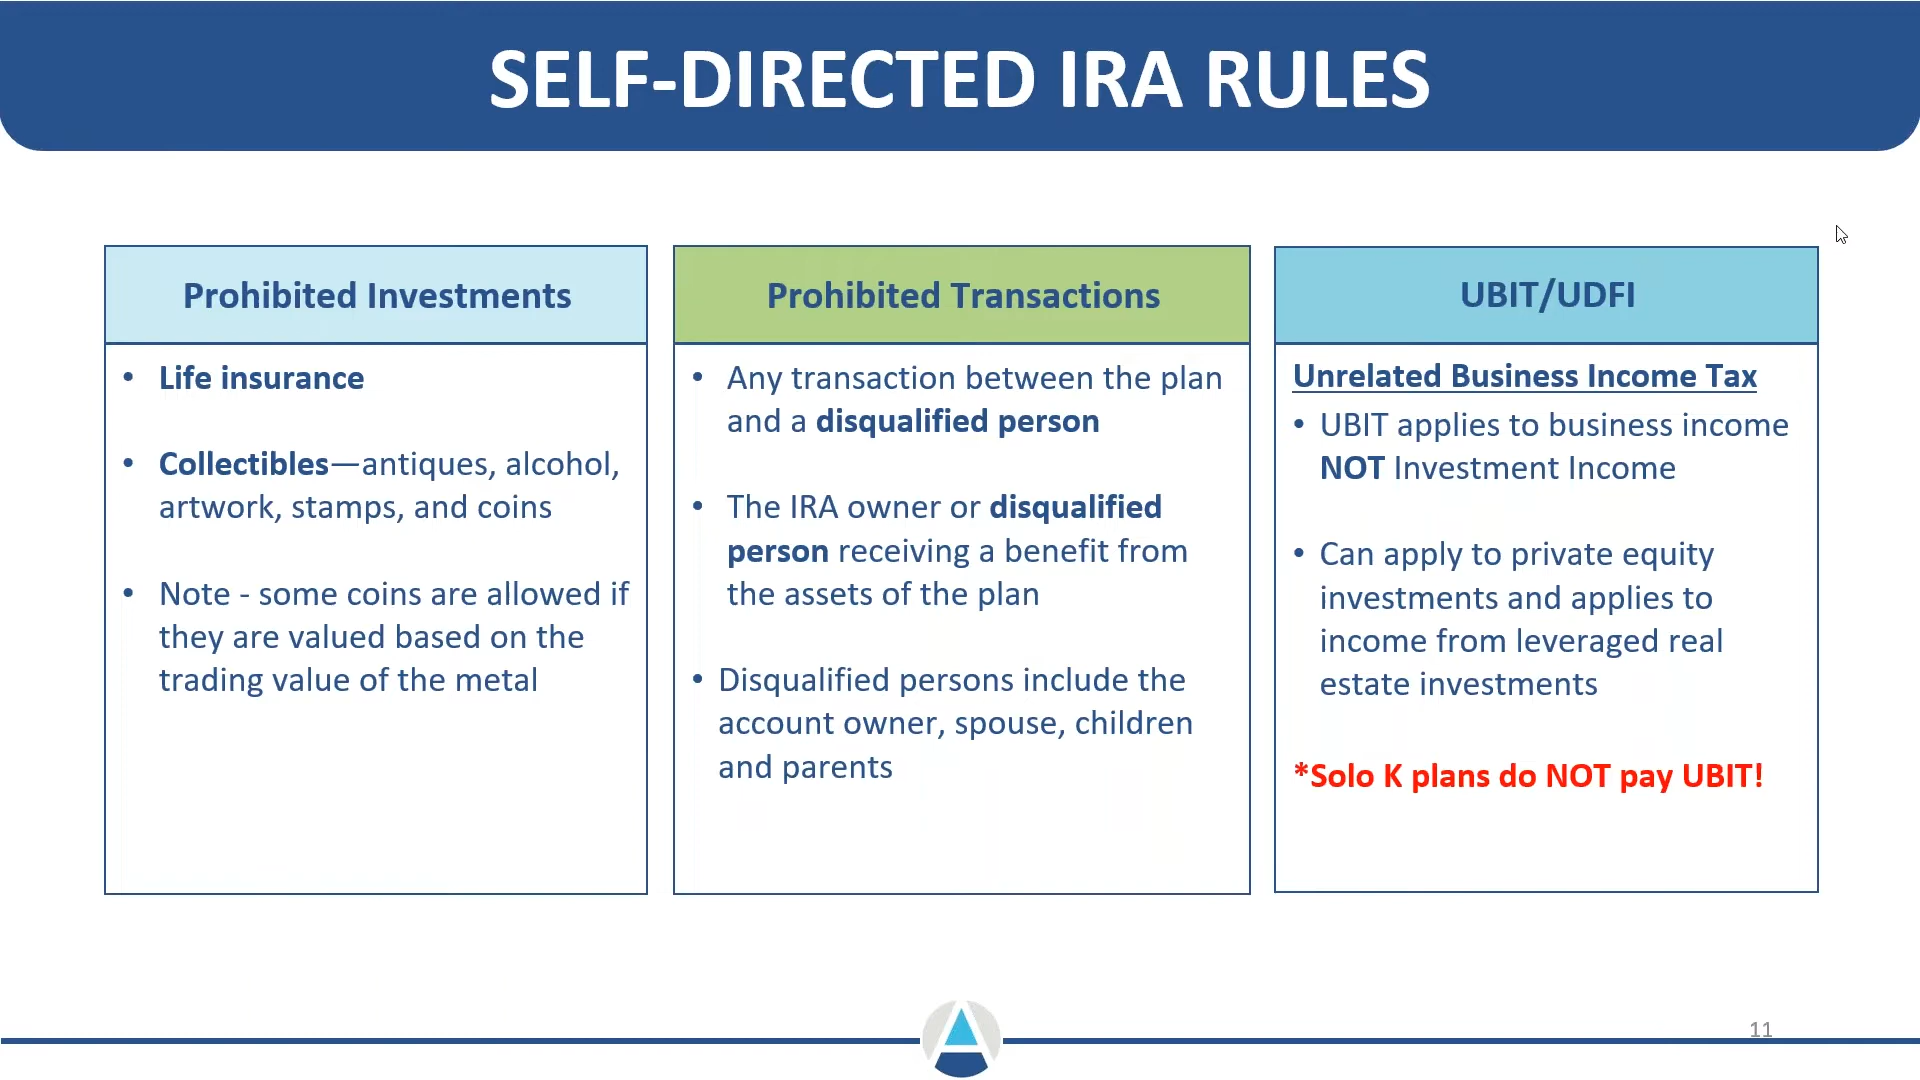 SELF-DIRECTED IRA RULES
Prohibited Investments
• Life insurance
• Collectibles—antiques, alcohol,
artwork, stamps, and coins
• Note - some coins are allowed if
they are valued based on the
trading value of the metal
Prohibited Transactions
• Any transaction between the plan
and a disqualified person
• The IRA owner or disqualified
person receiving a benefit from
the assets of the plan
• Disqualified persons include the
account owner, spouse, children
and parents
UBIT/UDFI
Unrelated Business Income Tax
• UBIT applies to business income
NOT Investment Income
• Can apply to private equity
investments and applies to
income from leveraged real
estate investments
*Solo K plans do NOT pay UBIT!
11